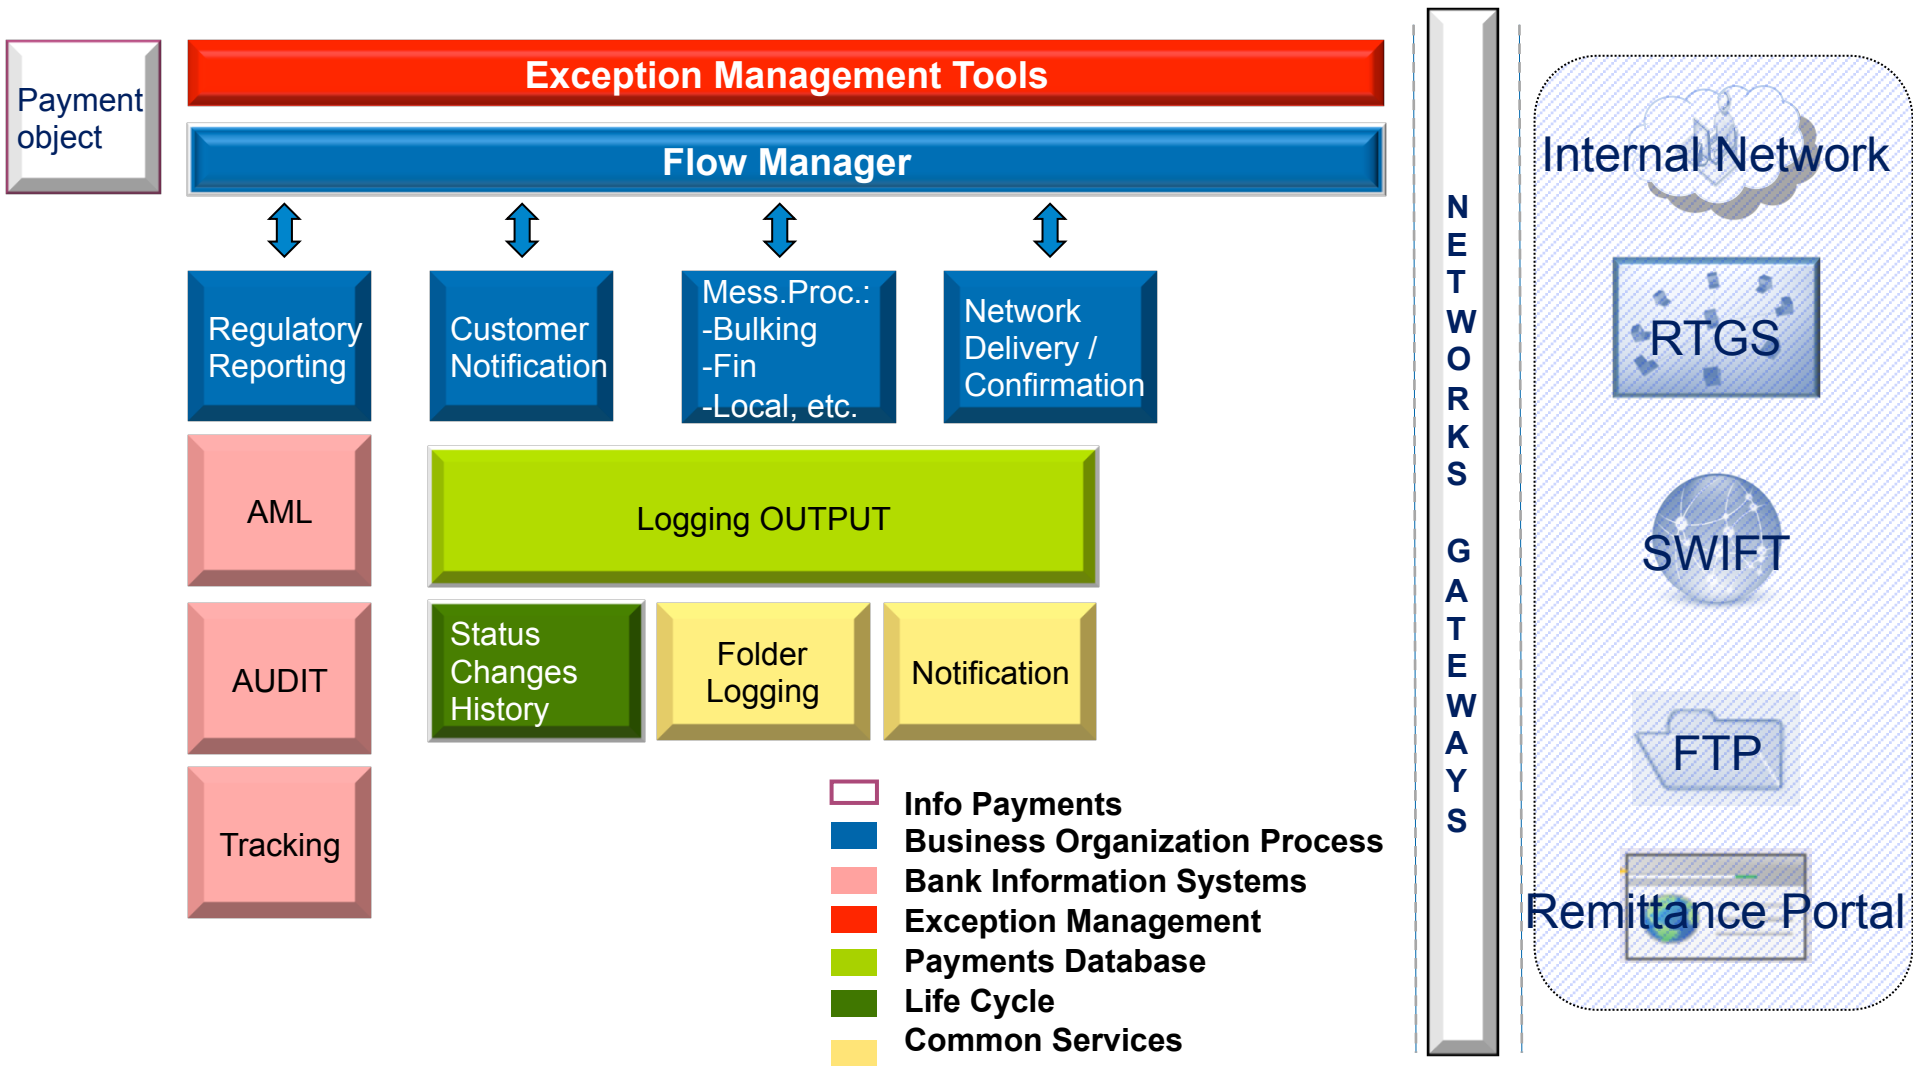 Payment
object
Exception Management Tools
Flow Manager
Regulatory
Reporting
Customer
Notification
Mess.Proc.:
-Bulking
-Fin
-Local, etc.
Network
Delivery /
Confirmation
AML
Logging OUTPUT
AUDIT
Status
Changes
History
Folder
Logging
Notification
Tracking
Info Payments
Business Organization Process
Bank Information Systems
Exception Management
Payments Database
Life Cycle
Common Services
NETWORKS GATEWAYS
Internal Network
RTGS
SWIFT
FTP
Remittance Portal